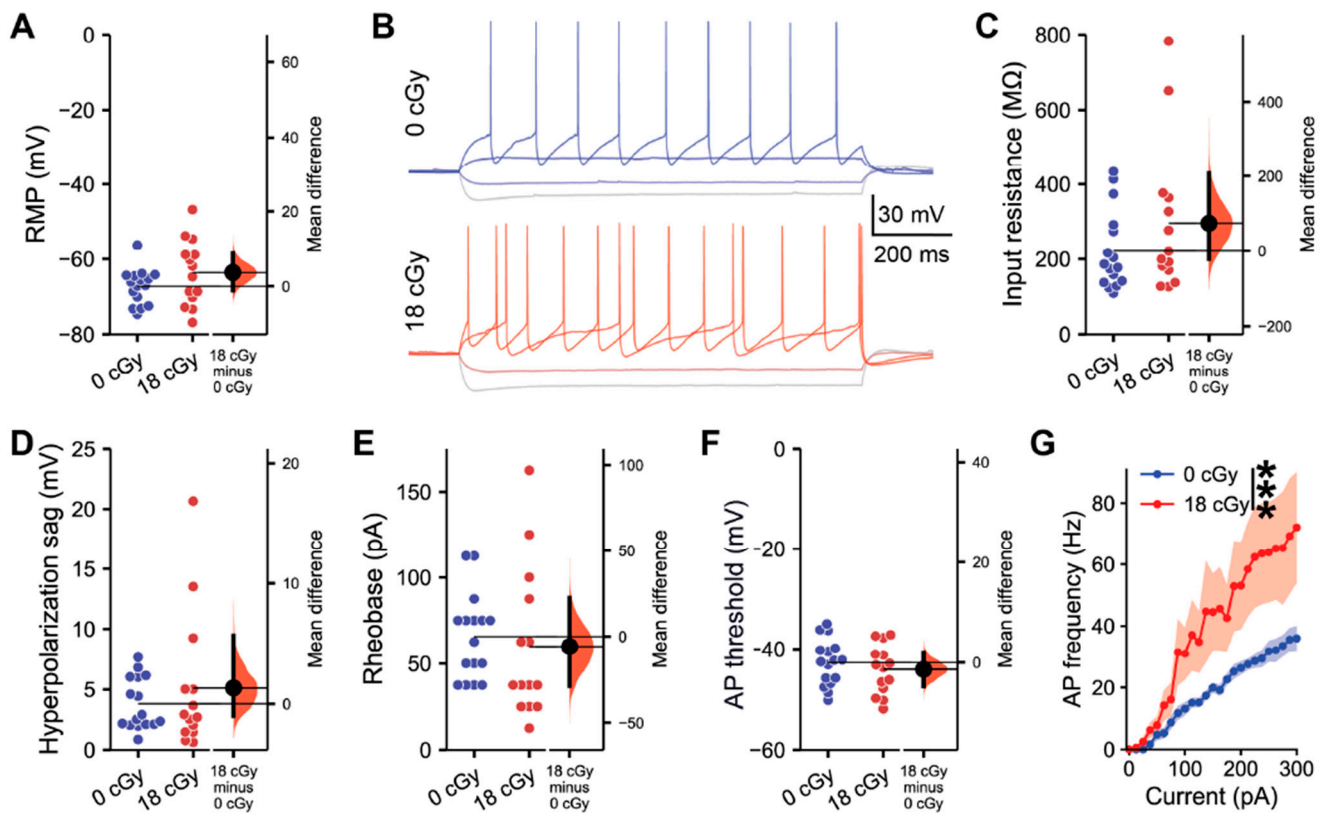 A
RMP (mV)
0
−20
−40
−60
−80
60
40
20
0
Mean difference
0 cGy
18 cGy
18 cGy
minus
0 cGy
B
0 cGy
18 cGy
30 mV
200 ms
C
Input resistance (MΩ)
800
600
400
200
0
400
200
0
−200
Mean difference
0 cGy
18 cGy
18 cGy
minus
0 cGy
D
Hyperpolarization sag (mV)
25
20
15
10
5
0
20
10
0
Mean difference
0 cGy
18 cGy
18 cGy
minus
0 cGy
E
Rheobase (pA)
150
100
50
0
100
50
0
−50
Mean difference
0 cGy
18 cGy
18 cGy
minus
0 cGy
F
AP threshold (mV)
0
−20
−40
−60
40
20
0
Mean difference
0 cGy
18 cGy
18 cGy
minus
0 cGy
G
0 cGy
18 cGy
***
AP frequency (Hz)
80
60
40
20
0
0
100
200
300
Current (pA)